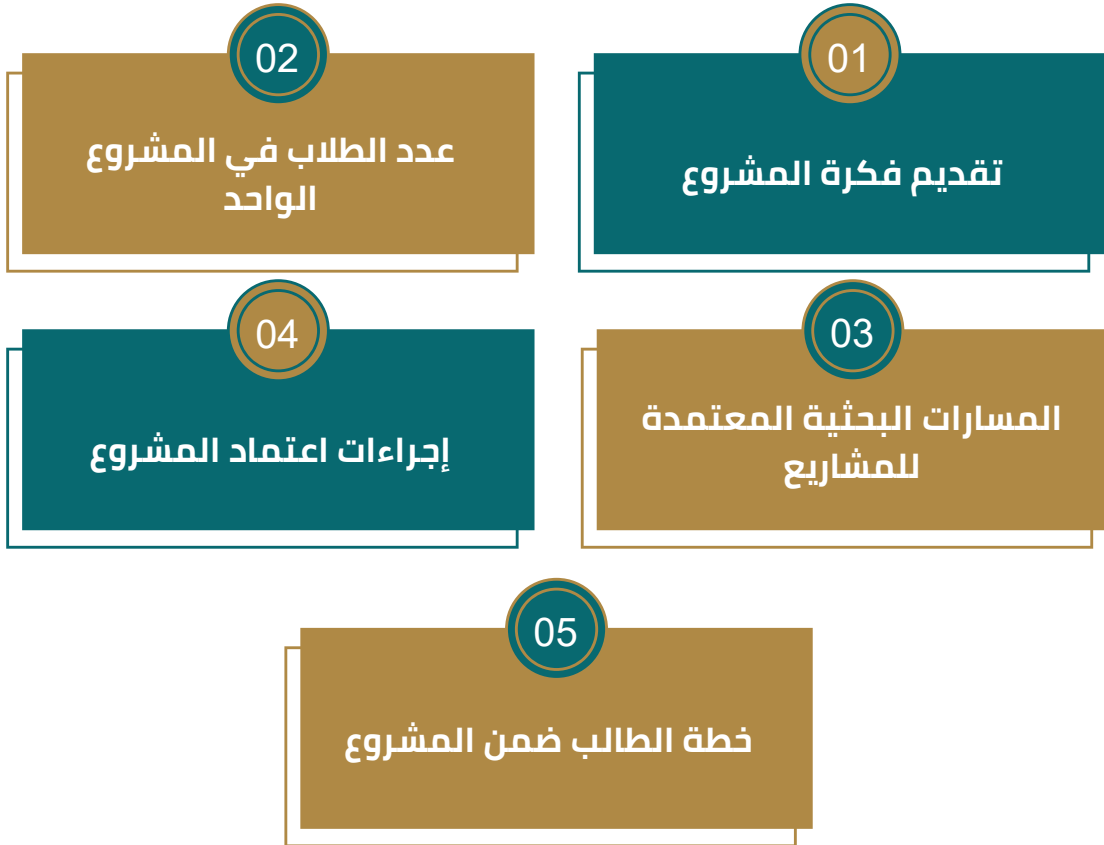 01
تقديم فكرة المشروع
02
عدد الطلاب في المشروع
الواحد
03
المسارات البحثية المعتمدة
للمشاريع
04
إجراءات اعتماد المشروع
05
خطة الطالب ضمن المشروع